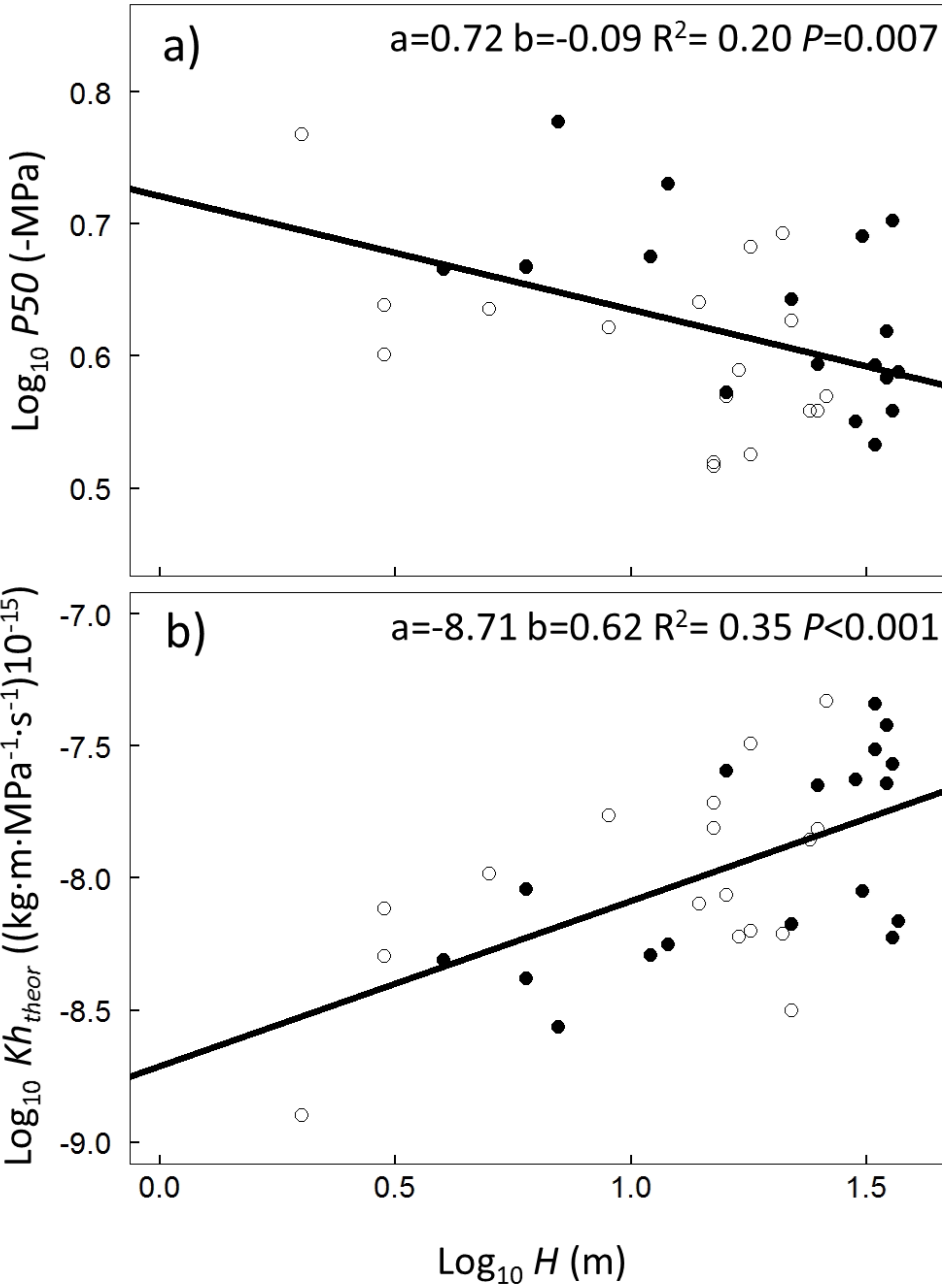 a)
a=0.72 b=-0.09 R²= 0.20 P=0.007
Log₁₀ P50 (-MPa)
0.8
0.7
0.6
0.5
b)
a=-8.71 b=0.62 R²= 0.35 P<0.001
Log₁₀ Khtheor ((kg·m·MPa⁻¹·s⁻¹)10⁻¹⁵)
-7.0
-7.5
-8.0
-8.5
-9.0
0.0 0.5 1.0 1.5
Log₁₀ H (m)